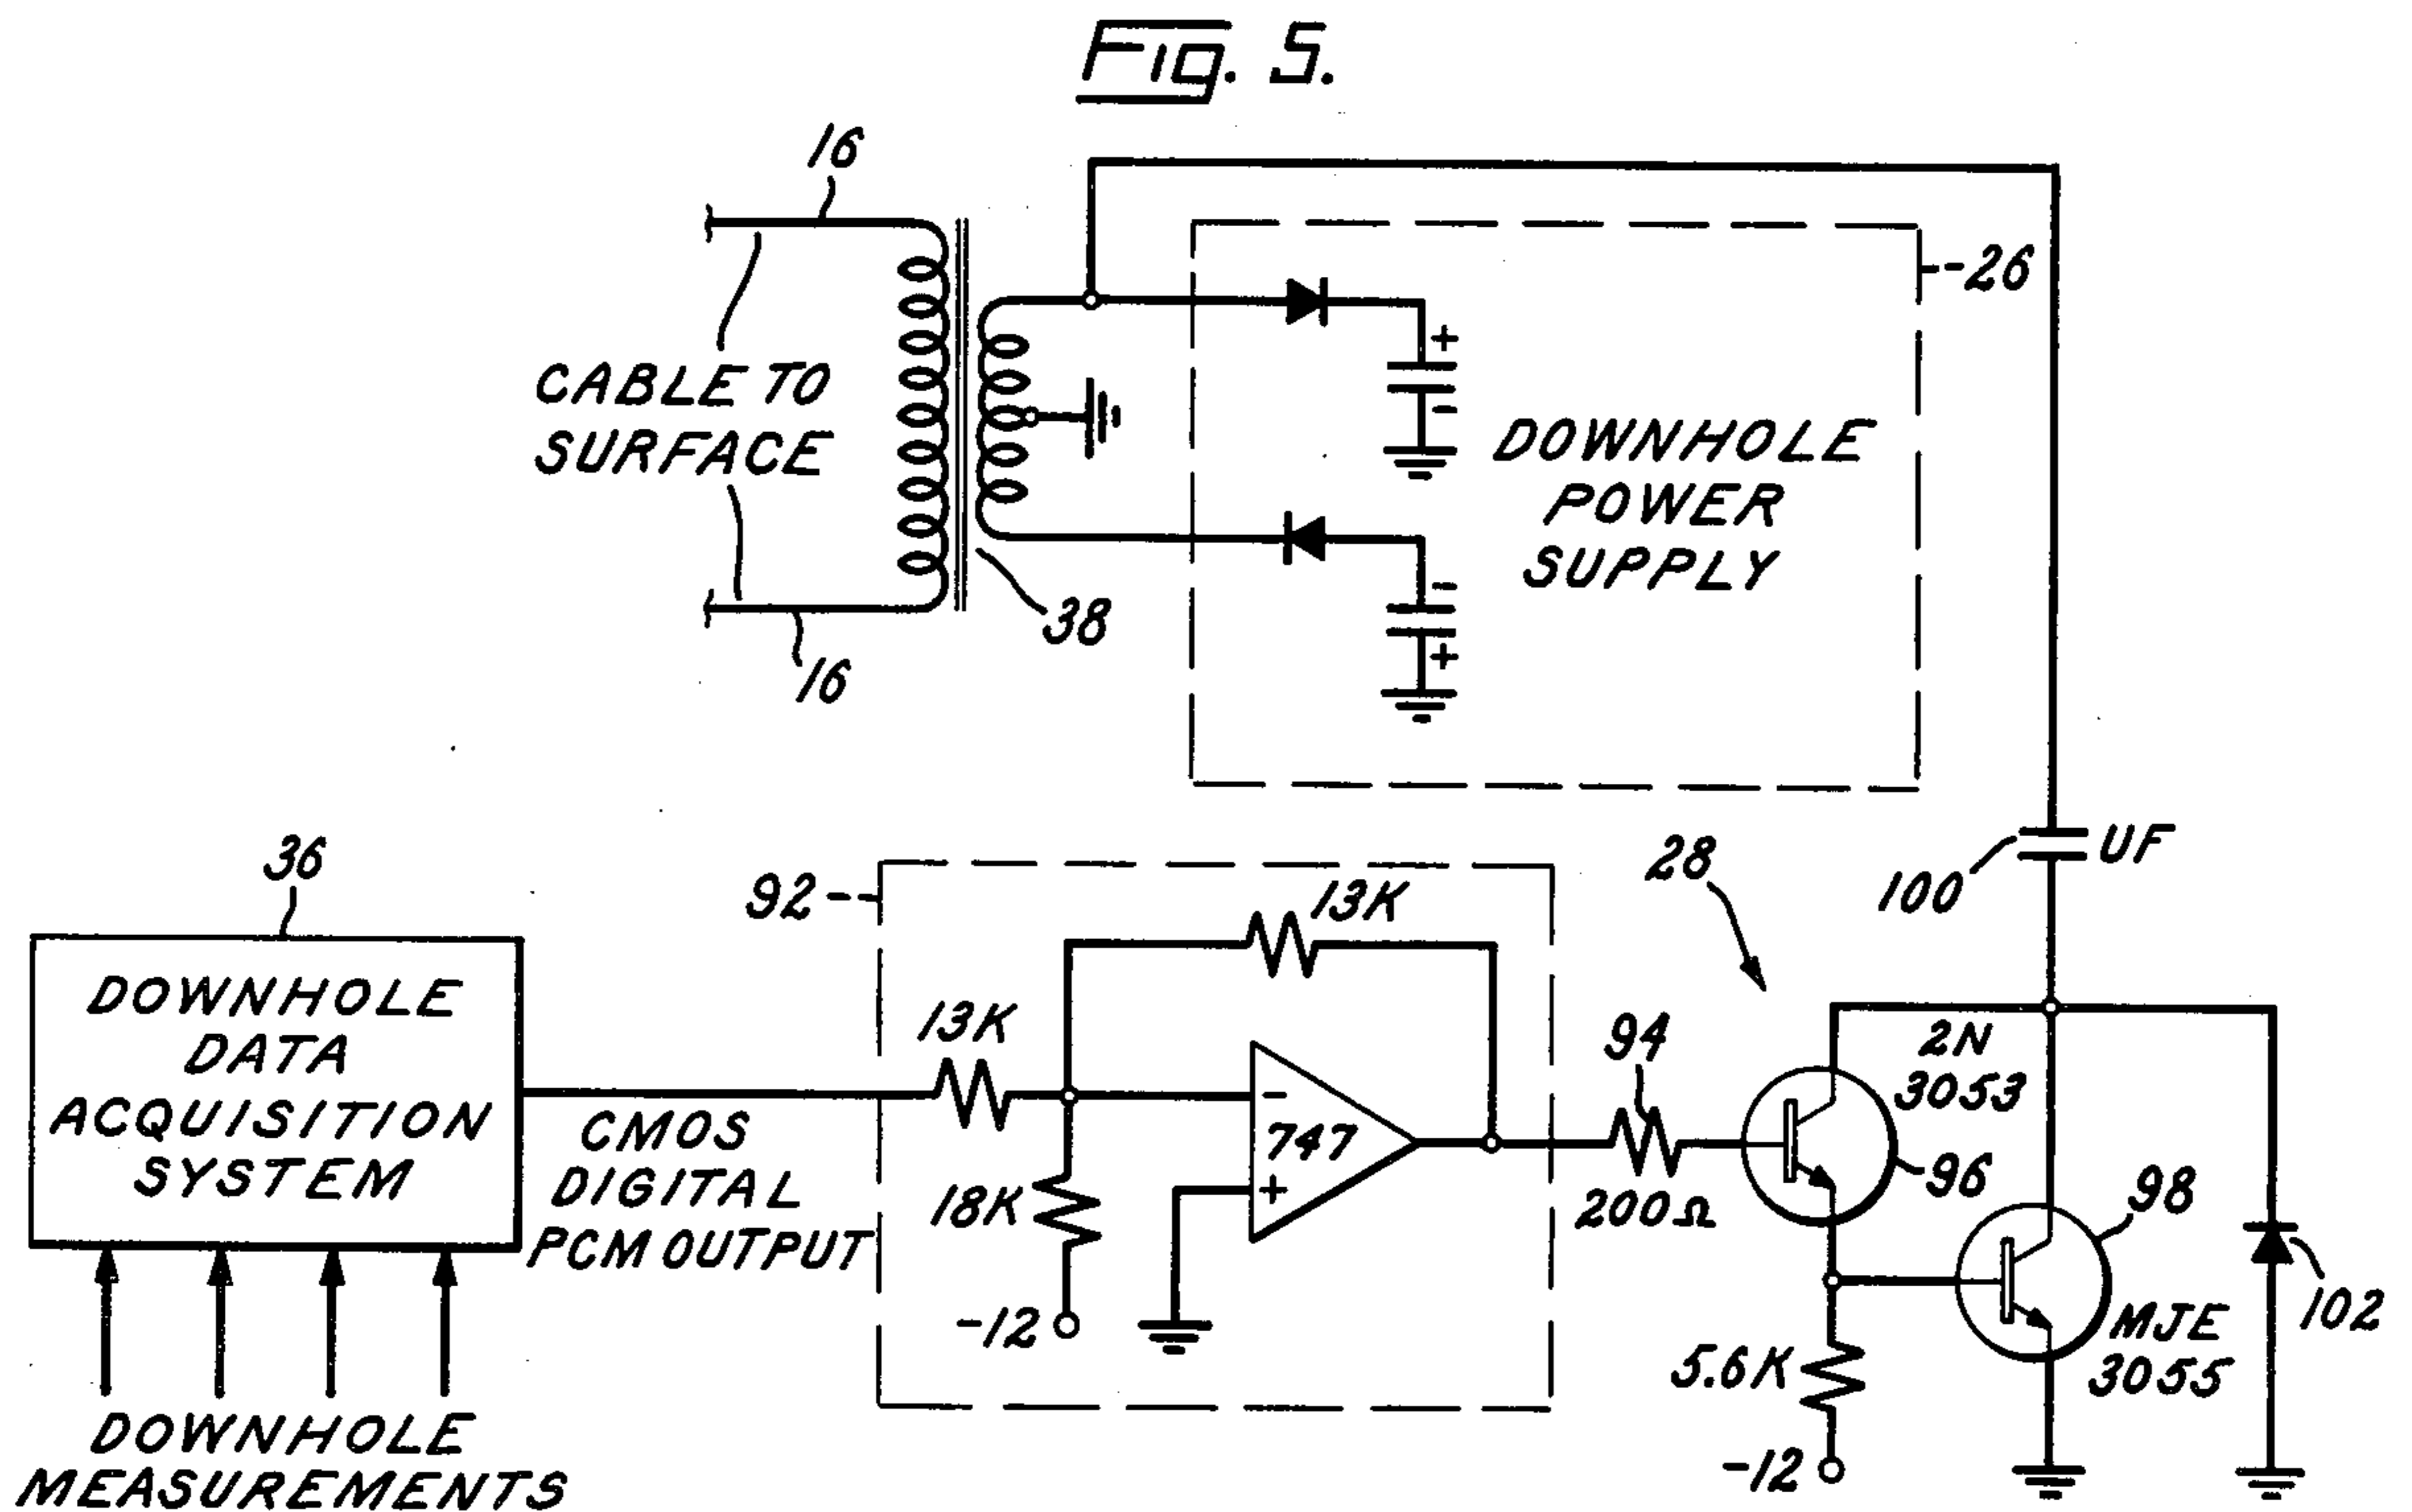 Fig. 5.
16
CABLE TO
SURFACE
16
38
+
-
-
+
DOWNHOLE
POWER
SUPPLY
-26
100
UF
36
DOWNHOLE
DATA
ACQUISITION
SYSTEM
DOWNHOLE
MEASUREMENTS
CMOS
DIGITAL
PCM OUTPUT
92
13K
13K
18K
-12
-
747
+
28
94
200Ω
2N
3053
96
98
MJE
3055
102
5.6K
-12